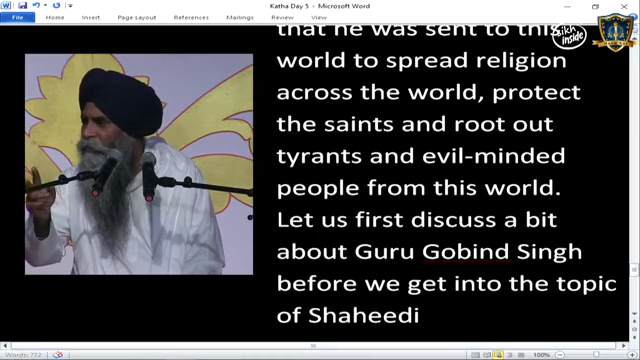 Katha Day 5 - Microsoft Word
File Home Insert Page Layout References Mailings Review View
that he was sent to this
world to spread religion
across the world, protect
the saints and root out
tyrants and evil-minded
people from this world.
Let us first discuss a bit
about Guru Gobind Singh
before we get into the topic
of Shaheedi
Sikh
inside
Words: 772
100%